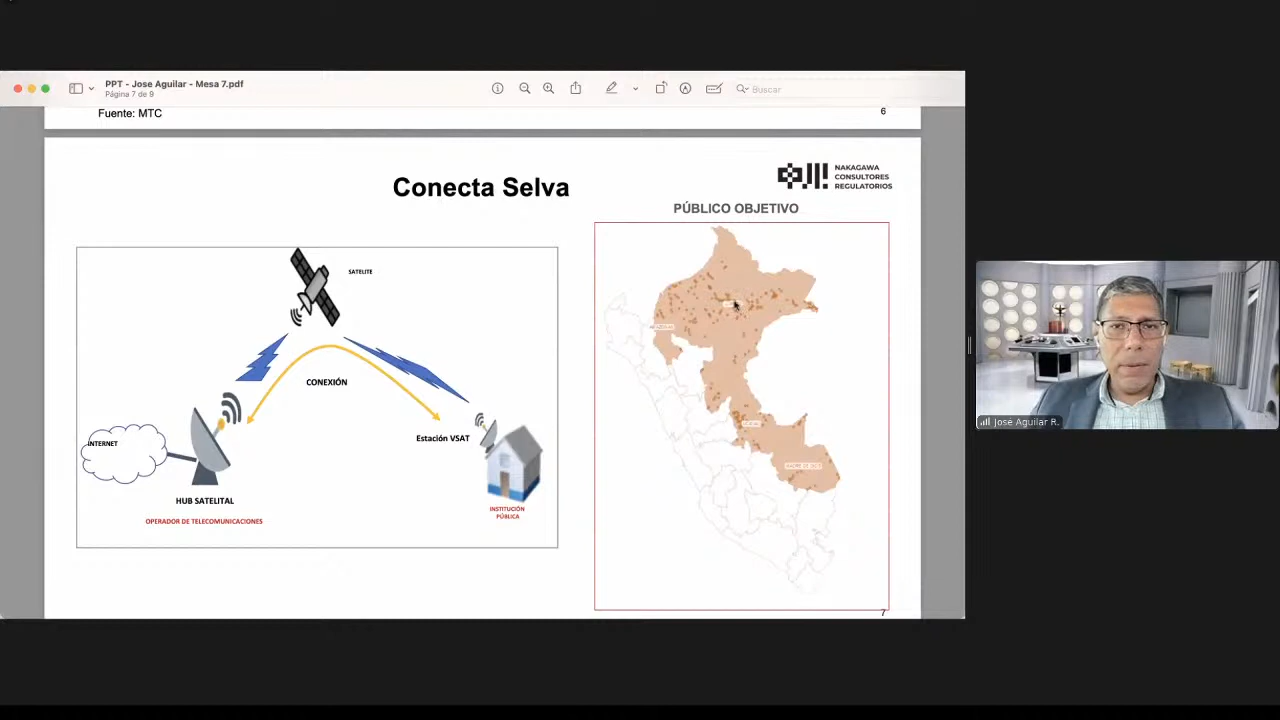 PPT - Jose Aguilar - Mesa 7.pdf
Página 7 de 9
Buscar
Fuente: MTC
6
Conecta Selva
NAKAGAWA
CONSULTORES
REGULATORIOS
PÚBLICO OBJETIVO
SATELITE
CONEXIÓN
INTERNET
Estación VSAT
HUB SATELITAL
OPERADOR DE TELECOMUNICACIONES
INSTITUCIÓN
PÚBLICA
7
José Aguilar R.